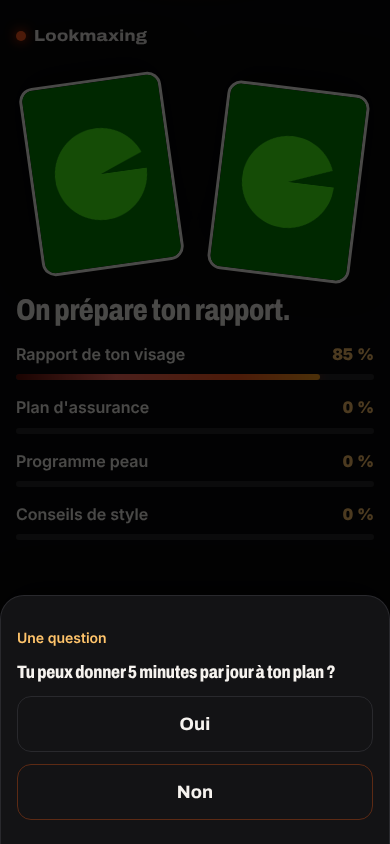 Lookmaxing
On prépare ton rapport.
Rapport de ton visage 85 %
Plan d'assurance 0 %
Programme peau 0 %
Conseils de style 0 %
Une question
Tu peux donner 5 minutes par jour à ton plan ?
Oui
Non